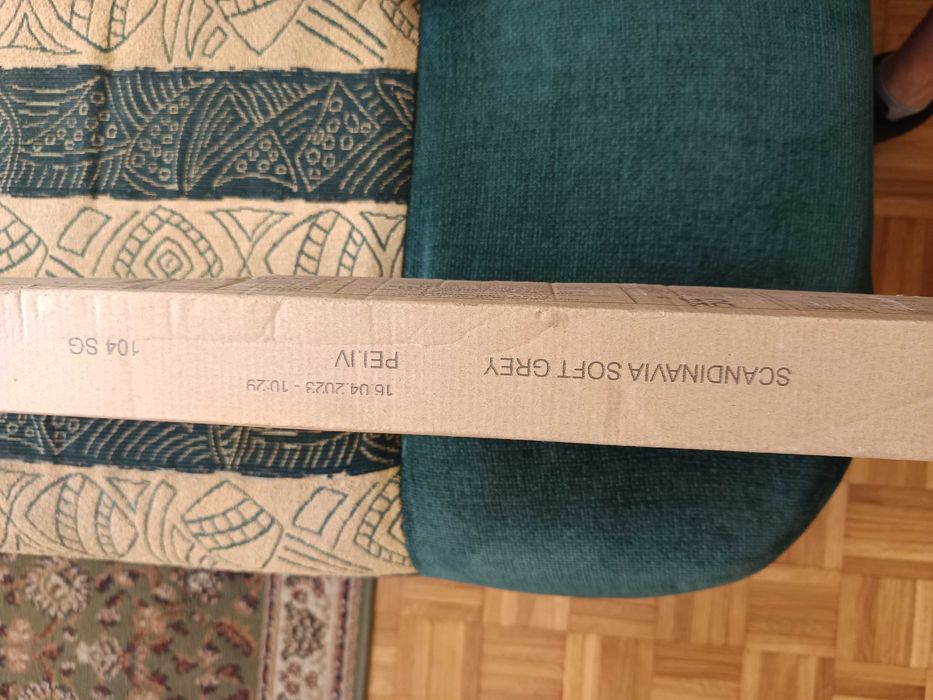 SCANDINAVIA SOFT GREY
16.04.2023 - 10:29
PEI.IV
104 SG